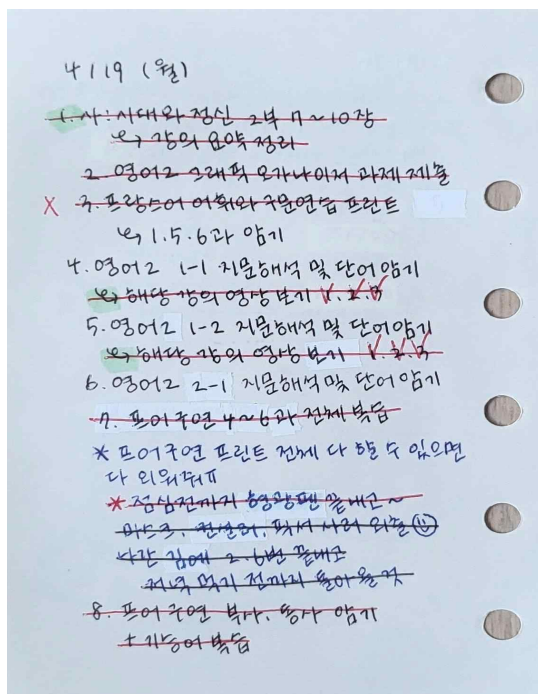 4/19 (월)
1. 사: 시대와 정신 2부 7~10장
↳ 강의 요약 정리
2. 영어2 그래픽 오가나이저 과제 제출
X 3. 프랑스어 어휘와 구문연습 프린트
↳ 1.5.6과 암기
4. 영어2 1-1 지문해석 및 단어암기
↳ 해당 강의 영상 보기 1.2.3
5. 영어2 1-2 지문해석 및 단어암기
↳ 해당 강의 영상 보기 1.2.3
6. 영어2 2-1 지문해석 및 단어 암기
7. 프어구연 4~6과 전체 복습
* 프어구연 프린트 전체 다 할 수 있으면
다 외워줘ㅠ
* 점심전까지 형광펜 끝내고~
마스크, 픽서 사러 외출
나간 김에 2.6번 끝내고
저녁 먹기 전까지 돌아올 것
8. 프어구연 부사, 동사 암기
+ 기능어 복습